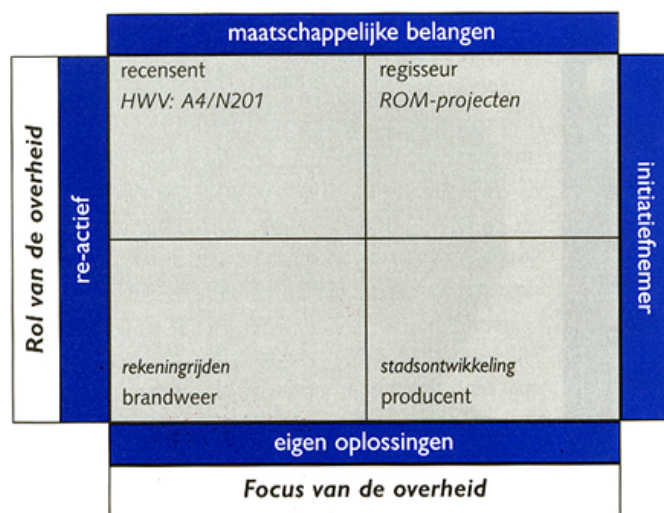 maatschappelijke belangen
Rol van de overheid
re-actief
recensent
HWV: A4/N201
regisseur
ROM-projecten
initiatiefnemer
rekeningrijden
brandweer
stadsontwikkeling
producent
eigen oplossingen
Focus van de overheid